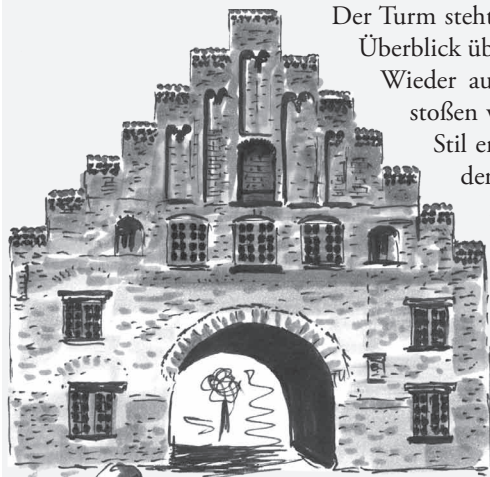 Der Turm steht
Überblick üb
Wieder au
stoßen v
Stil er
der